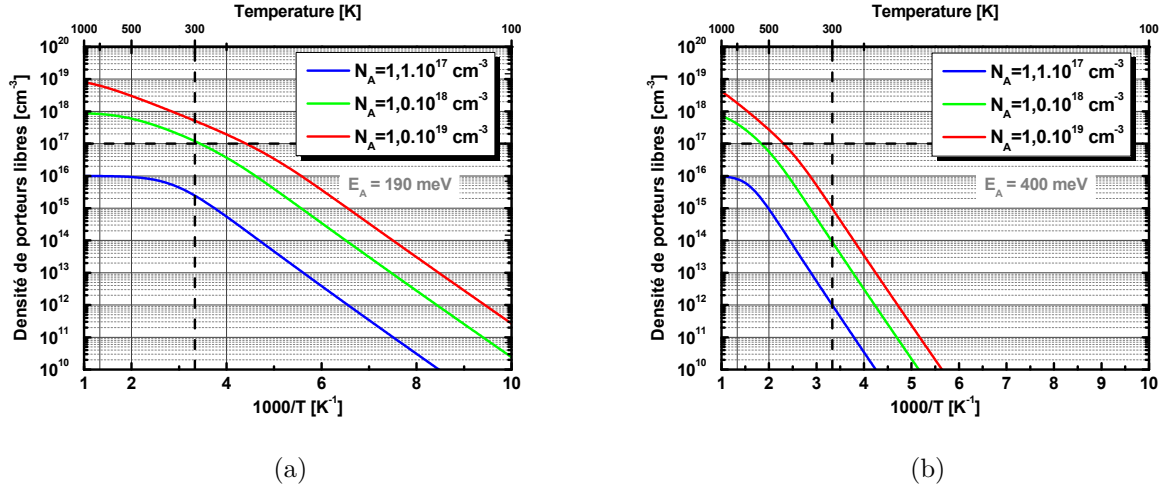 Temperature [K]
1000 500 300 100
10^20
10^19
10^18
10^17
10^16
10^15
10^14
10^13
10^12
10^11
10^10
Densité de porteurs libres [cm^-3]
N_A=1,1.10^17 cm^-3
N_A=1,0.10^18 cm^-3
N_A=1,0.10^19 cm^-3
E_A = 190 meV
1 2 4 6 8 10
1000/T [K^-1]
(a)
Temperature [K]
1000 500 300 100
10^20
10^19
10^18
10^17
10^16
10^15
10^14
10^13
10^12
10^11
10^10
Densité de porteurs libres [cm^-3]
N_A=1,1.10^17 cm^-3
N_A=1,0.10^18 cm^-3
N_A=1,0.10^19 cm^-3
E_A = 400 meV
1 2 3 4 5 6 7 8 9 10
1000/T [K^-1]
(b)